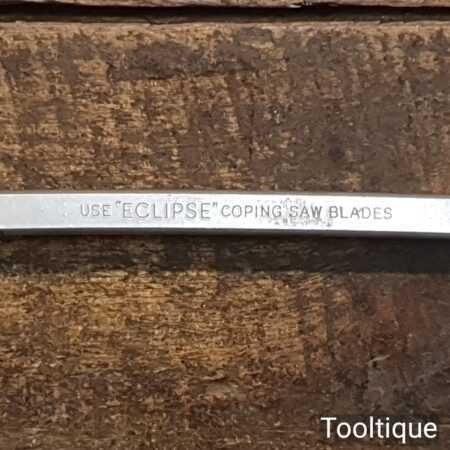 USE "ECLIPSE" COPING SAW BLADES
Tooltique